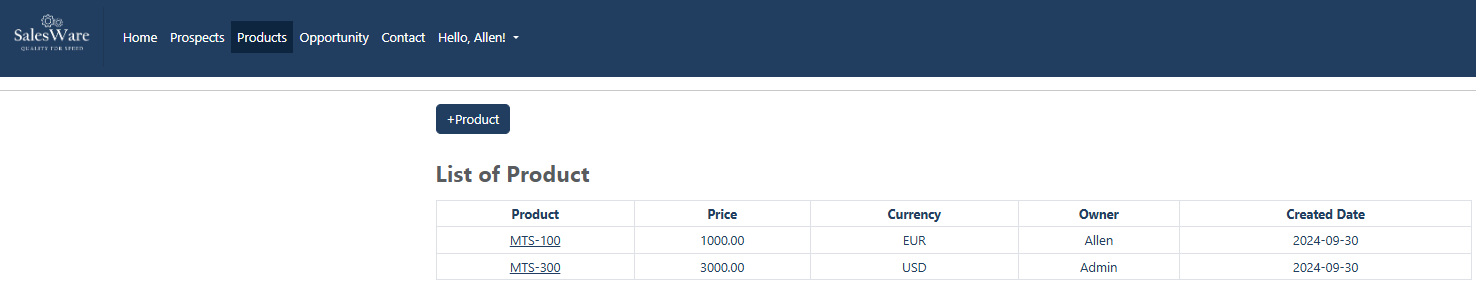 SalesWare
QUALITY FOR SPEED
Home Prospects Products Opportunity Contact Hello, Allen!
+Product
List of Product
Product Price Currency Owner Created Date
MTS-100 1000.00 EUR Allen 2024-09-30
MTS-300 3000.00 USD Admin 2024-09-30